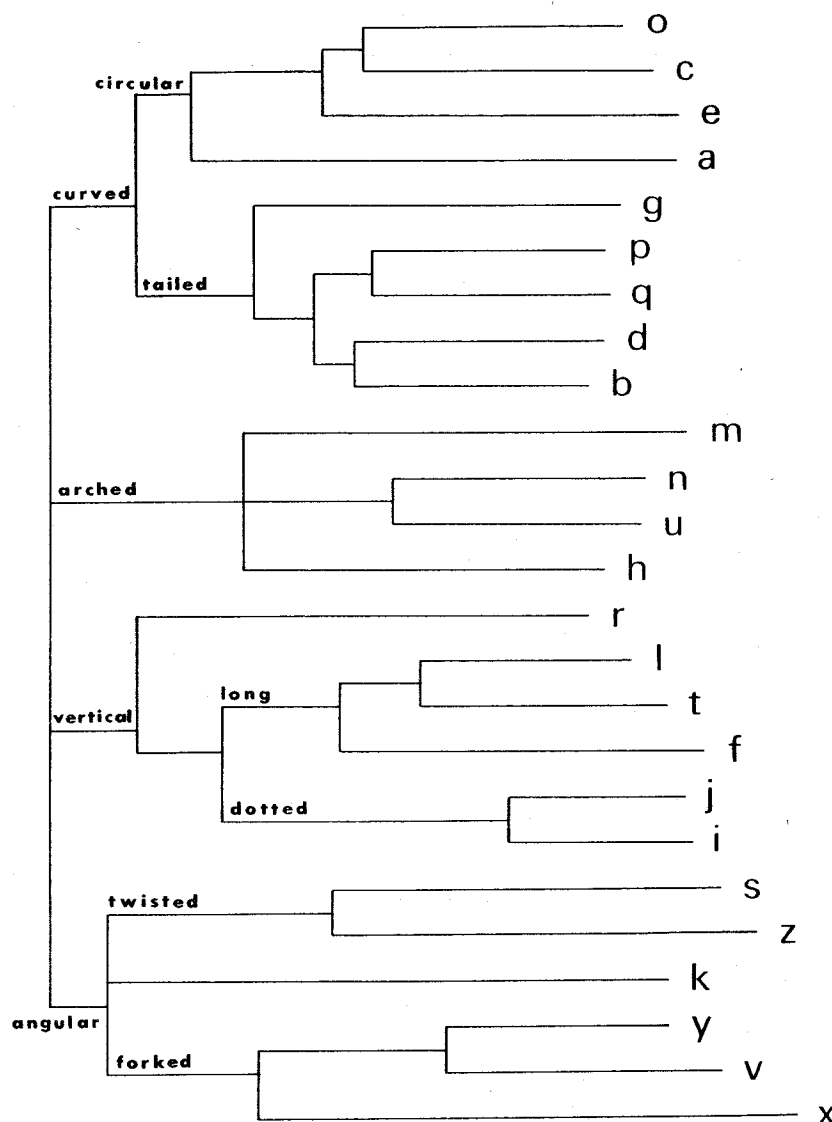 o
circular
c
e
a
curved
g
p
tailed
q
d
b
m
arched
n
u
h
r
l
long
t
vertical
f
dotted
j
i
twisted
s
z
k
angular
y
forked
v
x